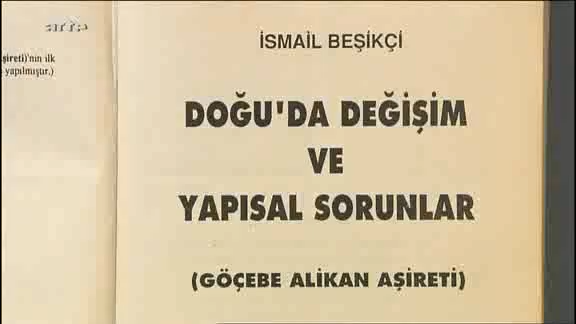 arte
şireti)'nin ilk
yapılmıştır.)
İSMAİL BEŞİKÇİ
DOĞU'DA DEĞİŞİM
VE
YAPISAL SORUNLAR
(GÖÇEBE ALİKAN AŞİRETİ)